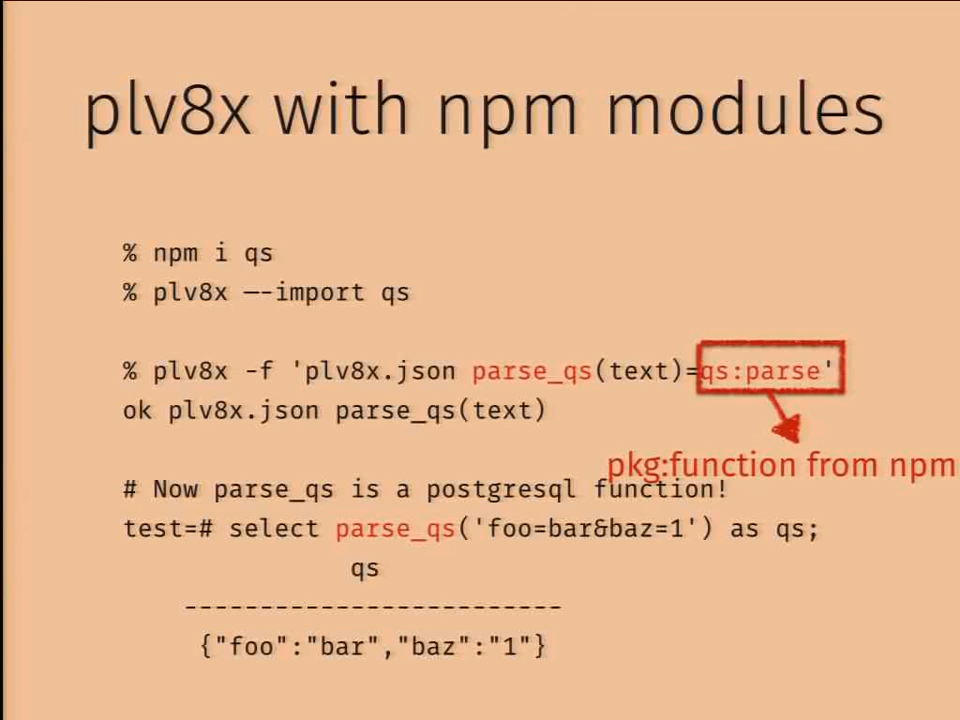 plv8x with npm modules
% npm i qs
% plv8x —-import qs
% plv8x -f 'plv8x.json parse_qs(text)=qs:parse'
ok plv8x.json parse_qs(text)
pkg:function from npm
# Now parse_qs is a postgresql function!
test=# select parse_qs('foo=bar&baz=1') as qs;
qs
-------------------------
{"foo":"bar","baz":"1"}